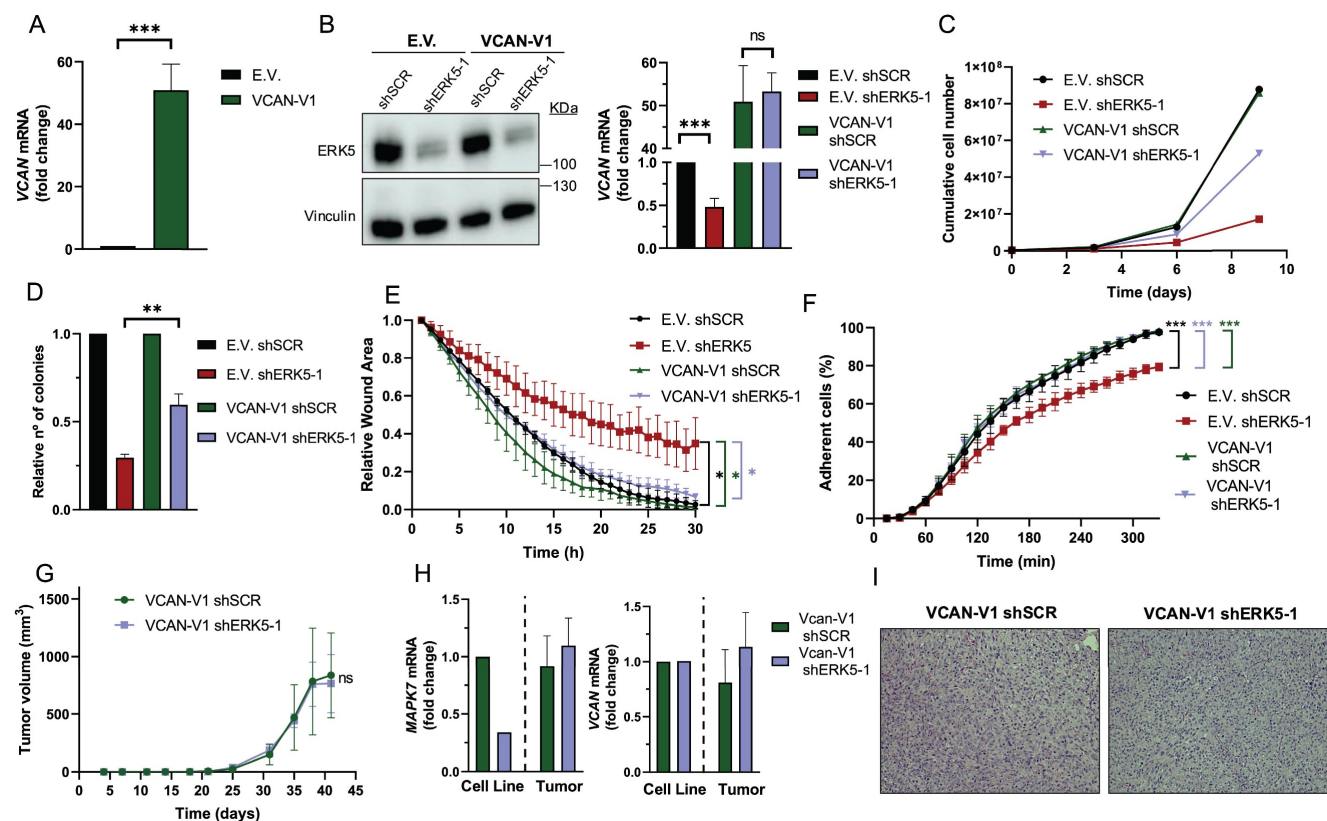 A
***
VCAN mRNA
(fold change)
60
40
20
0
E.V.
VCAN-V1
B
E.V.
VCAN-V1
shSCR
shERK5-1
shSCR
shERK5-1
KDa
ERK5
100
130
Vinculin
ns
***
VCAN mRNA
(fold change)
60
50
40
1.0
0.5
0.0
E.V. shSCR
E.V. shERK5-1
VCAN-V1
shSCR
VCAN-V1
shERK5-1
C
Cumulative cell number
1×10⁸
8×10⁷
6×10⁷
4×10⁷
2×10⁷
0
0 2 4 6 8 10
Time (days)
E.V. shSCR
E.V. shERK5-1
VCAN-V1 shSCR
VCAN-V1 shERK5-1
D
**
Relative nº of colonies
1.0
0.5
0.0
E.V. shSCR
E.V. shERK5-1
VCAN-V1 shSCR
VCAN-V1 shERK5-1
E
Relative Wound Area
1.0
0.8
0.6
0.4
0.2
0.0
0 5 10 15 20 25 30
Time (h)
E.V. shSCR
E.V. shERK5
VCAN-V1 shSCR
VCAN-V1 shERK5-1
* * *
F
Adherent cells (%)
100
80
60
40
20
0
0 60 120 180 240 300
Time (min)
*** *** ***
E.V. shSCR
E.V. shERK5-1
VCAN-V1
shSCR
VCAN-V1
shERK5-1
G
Tumor volume (mm³)
1500
1000
500
0
0 5 10 15 20 25 30 35 40 45
Time (days)
VCAN-V1 shSCR
VCAN-V1 shERK5-1
ns
H
MAPK7 mRNA
(fold change)
1.5
1.0
0.5
0.0
Cell Line Tumor
VCAN mRNA
(fold change)
1.5
1.0
0.5
0.0
Cell Line Tumor
Vcan-V1
shSCR
Vcan-V1
shERK5-1
I
VCAN-V1 shSCR
VCAN-V1 shERK5-1